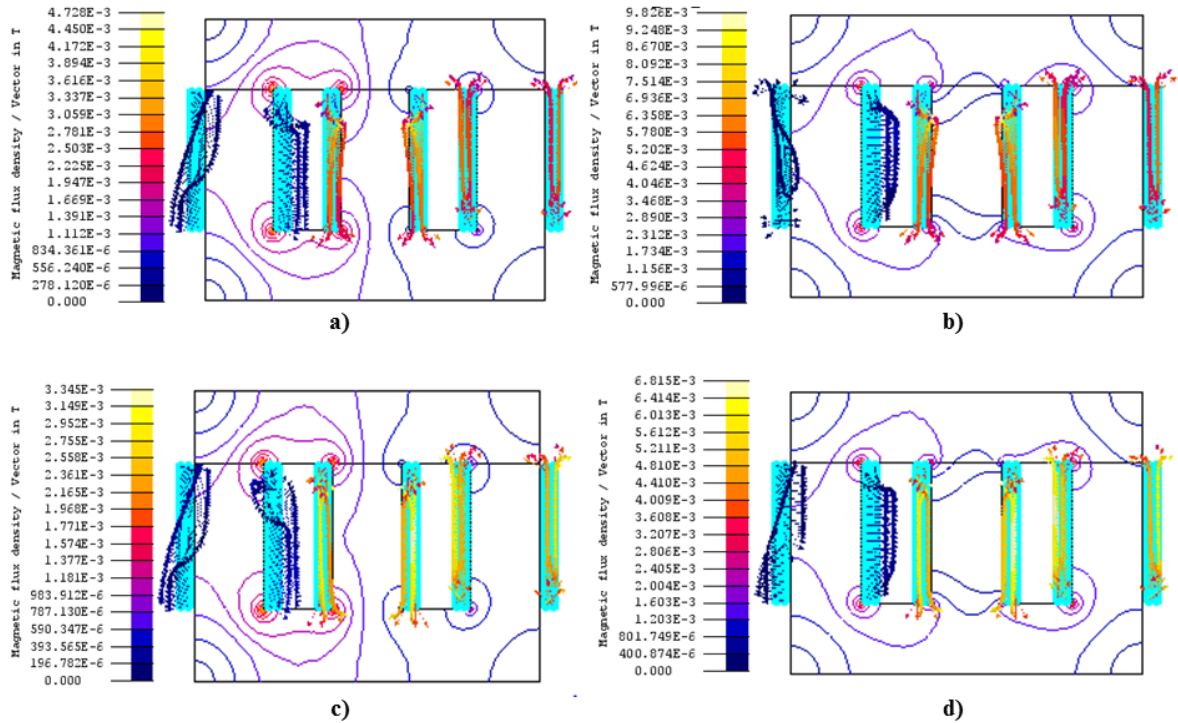 Magnetic flux density / Vector in T
4.728E-3
4.450E-3
4.172E-3
3.894E-3
3.616E-3
3.337E-3
3.059E-3
2.781E-3
2.503E-3
2.225E-3
1.947E-3
1.669E-3
1.391E-3
1.112E-3
834.361E-6
556.240E-6
278.120E-6
0.000
a)
Magnetic flux density / Vector in T
9.826E-3
9.248E-3
8.670E-3
8.092E-3
7.514E-3
6.936E-3
6.358E-3
5.780E-3
5.202E-3
4.624E-3
4.046E-3
3.468E-3
2.890E-3
2.312E-3
1.734E-3
1.156E-3
577.996E-6
0.000
b)
Magnetic flux density / Vector in T
3.345E-3
3.149E-3
2.952E-3
2.755E-3
2.558E-3
2.361E-3
2.165E-3
1.968E-3
1.771E-3
1.574E-3
1.377E-3
1.181E-3
983.912E-6
787.130E-6
590.347E-6
393.565E-6
196.782E-6
0.000
c)
Magnetic flux density / Vector in T
6.815E-3
6.414E-3
6.013E-3
5.612E-3
5.211E-3
4.810E-3
4.410E-3
4.009E-3
3.608E-3
3.207E-3
2.806E-3
2.405E-3
2.004E-3
1.603E-3
1.203E-3
801.749E-6
400.874E-6
0.000
d)